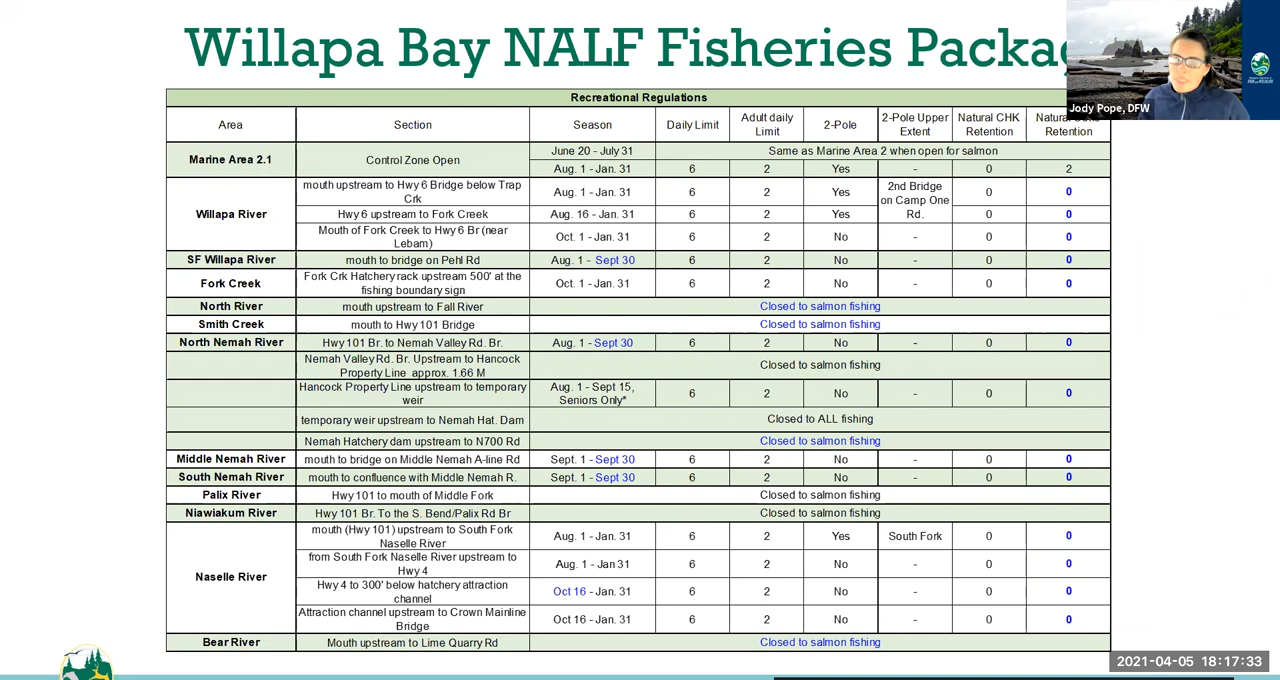 Willapa Bay NALF Fisheries Packag
Jody Pope, DFW
Recreational Regulations
Area Section Season Daily Limit Adult daily Limit 2-Pole 2-Pole Upper Extent Natural CHK Retention Natural Retention
Marine Area 2.1 Control Zone Open June 20 - July 31 Same as Marine Area 2 when open for salmon
Aug. 1 - Jan. 31 6 2 Yes - 0 2
Willapa River mouth upstream to Hwy 6 Bridge below Trap Crk Aug. 1 - Jan. 31 6 2 Yes 2nd Bridge on Camp One Rd. 0 0
Hwy 6 upstream to Fork Creek Aug. 16 - Jan. 31 6 2 Yes 0 0
Mouth of Fork Creek to Hwy 6 Br (near Lebam) Oct. 1 - Jan. 31 6 2 No - 0 0
SF Willapa River mouth to bridge on Pehl Rd Aug. 1 - Sept 30 6 2 No - 0 0
Fork Creek Fork Crk Hatchery rack upstream 500' at the fishing boundary sign Oct. 1 - Jan. 31 6 2 No - 0 0
North River mouth upstream to Fall River Closed to salmon fishing
Smith Creek mouth to Hwy 101 Bridge Closed to salmon fishing
North Nemah River Hwy 101 Br. to Nemah Valley Rd. Br. Aug. 1 - Sept 30 6 2 No - 0 0
Nemah Valley Rd. Br. Upstream to Hancock Property Line approx. 1.66 M Closed to salmon fishing
Hancock Property Line upstream to temporary weir Aug. 1 - Sept 15, Seniors Only* 6 2 No - 0 0
temporary weir upstream to Nemah Hat. Dam Closed to ALL fishing
Nemah Hatchery dam upstream to N700 Rd Closed to salmon fishing
Middle Nemah River mouth to bridge on Middle Nemah A-line Rd Sept. 1 - Sept 30 6 2 No - 0 0
South Nemah River mouth to confluence with Middle Nemah R. Sept. 1 - Sept 30 6 2 No - 0 0
Palix River Hwy 101 to mouth of Middle Fork Closed to salmon fishing
Niawiakum River Hwy 101 Br. To the S. Bend/Palix Rd Br Closed to salmon fishing
Naselle River mouth (Hwy 101) upstream to South Fork Naselle River Aug. 1 - Jan. 31 6 2 Yes South Fork 0 0
from South Fork Naselle River upstream to Hwy 4 Aug. 1 - Jan 31 6 2 No - 0 0
Hwy 4 to 300' below hatchery attraction channel Oct 16 - Jan. 31 6 2 No - 0 0
Attraction channel upstream to Crown Mainline Bridge Oct 16 - Jan. 31 6 2 No - 0 0
Bear River Mouth upstream to Lime Quarry Rd Closed to salmon fishing
2021-04-05 18:17:33